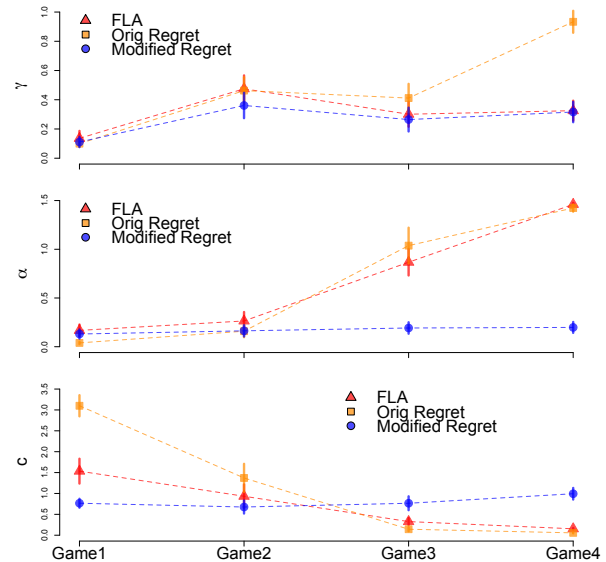 FLA
Orig Regret
Modified Regret
γ
0.0 0.2 0.4 0.6 0.8 1.0
FLA
Orig Regret
Modified Regret
α
0.0 0.5 1.0 1.5
FLA
Orig Regret
Modified Regret
c
0.0 0.5 1.0 1.5 2.0 2.5 3.0 3.5
Game1 Game2 Game3 Game4